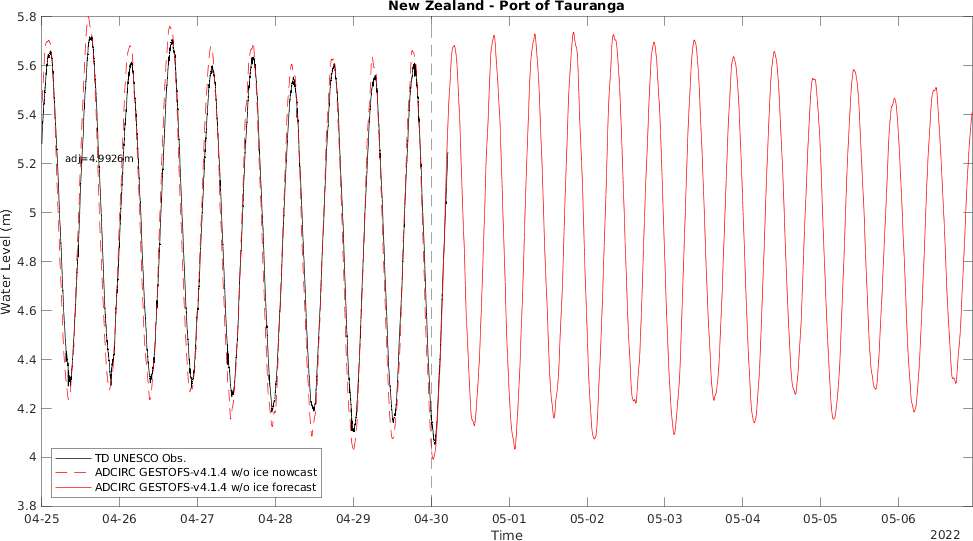 New Zealand - Port of Tauranga
5.8
5.6
5.4
5.2
5
4.8
4.6
4.4
4.2
4
3.8
Water Level (m)
adj=4.9926m
TD UNESCO Obs.
ADCIRC GESTOFS-v4.1.4 w/o ice nowcast
ADCIRC GESTOFS-v4.1.4 w/o ice forecast
04-25 04-26 04-27 04-28 04-29 04-30 05-01 05-02 05-03 05-04 05-05 05-06
Time
2022